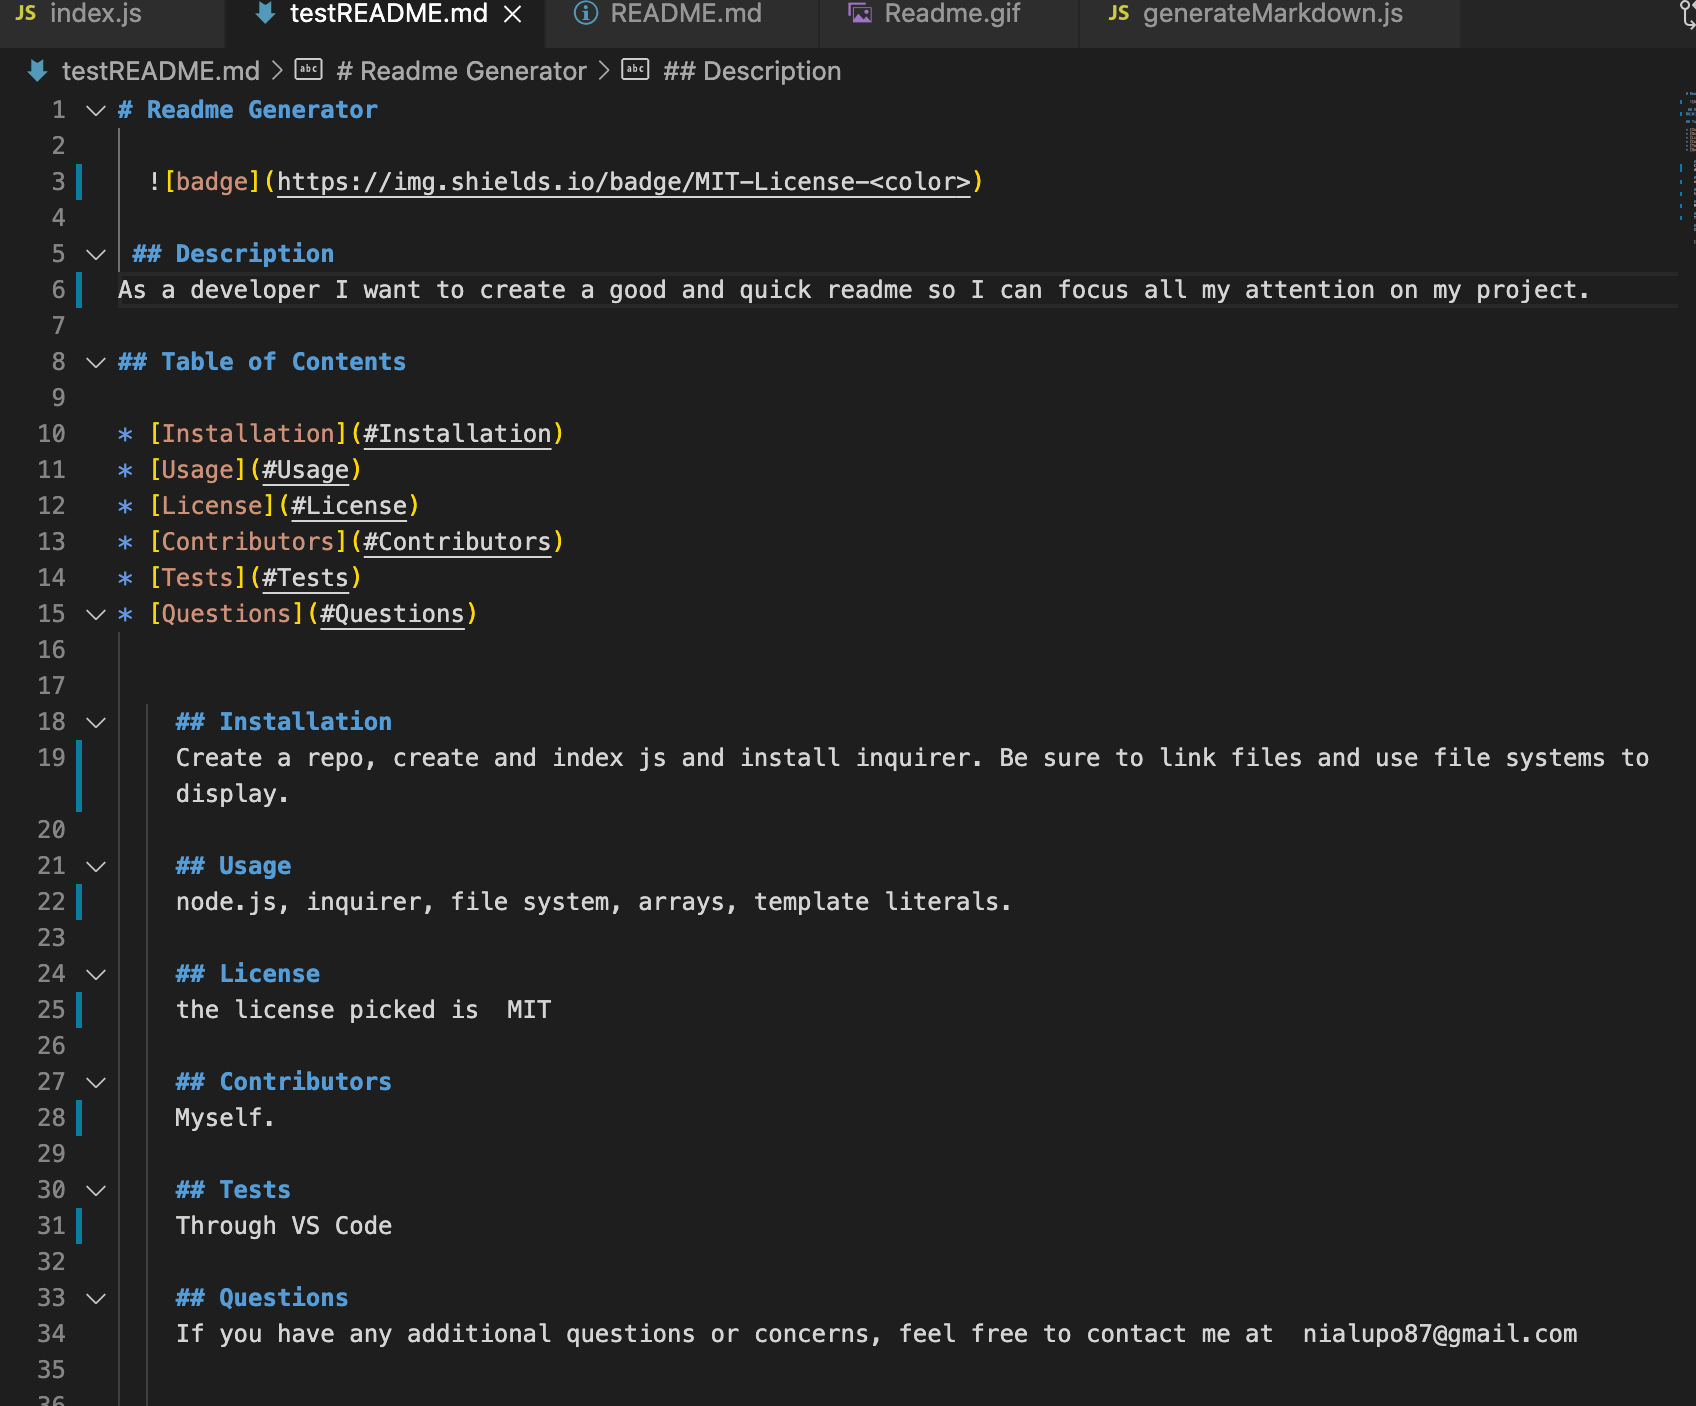 JS index.js testREADME.md README.md Readme.gif JS generateMarkdown.js
testREADME.md > abc # Readme Generator > abc ## Description
1 # Readme Generator
2
3 ![badge](https://img.shields.io/badge/MIT-License-<color>)
4
5 ## Description
6 As a developer I want to create a good and quick readme so I can focus all my attention on my project.
7
8 ## Table of Contents
9
10 * [Installation](#Installation)
11 * [Usage](#Usage)
12 * [License](#License)
13 * [Contributors](#Contributors)
14 * [Tests](#Tests)
15 * [Questions](#Questions)
16
17
18 ## Installation
19 Create a repo, create and index js and install inquirer. Be sure to link files and use file systems to
display.
20
21 ## Usage
22 node.js, inquirer, file system, arrays, template literals.
23
24 ## License
25 the license picked is  MIT
26
27 ## Contributors
28 Myself.
29
30 ## Tests
31 Through VS Code
32
33 ## Questions
34 If you have any additional questions or concerns, feel free to contact me at  nialupo87@gmail.com
35
36